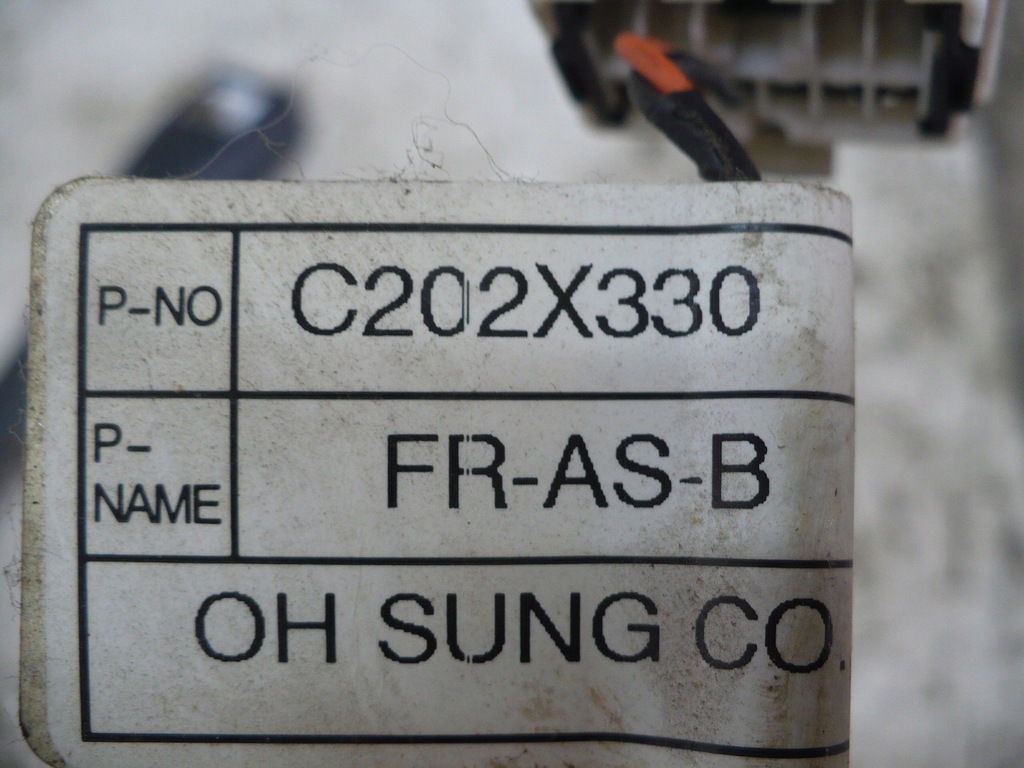 P-NO C202X330
P-NAME FR-AS-B
OH SUNG CO.